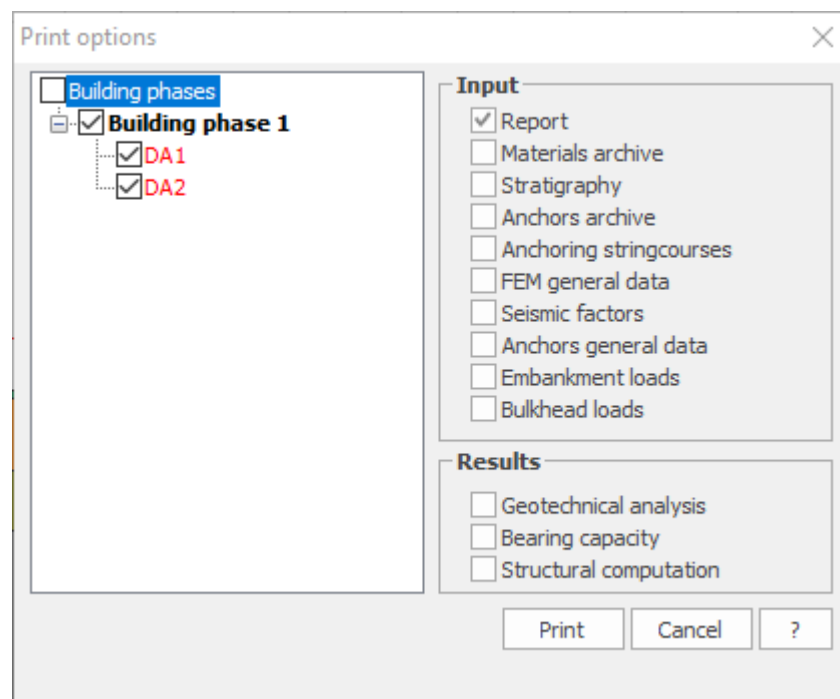 Print options
Building phases
Building phase 1
DA1
DA2
Input
Report
Materials archive
Stratigraphy
Anchors archive
Anchoring stringcourses
FEM general data
Seismic factors
Anchors general data
Embankment loads
Bulkhead loads
Results
Geotechnical analysis
Bearing capacity
Structural computation
Print Cancel ?